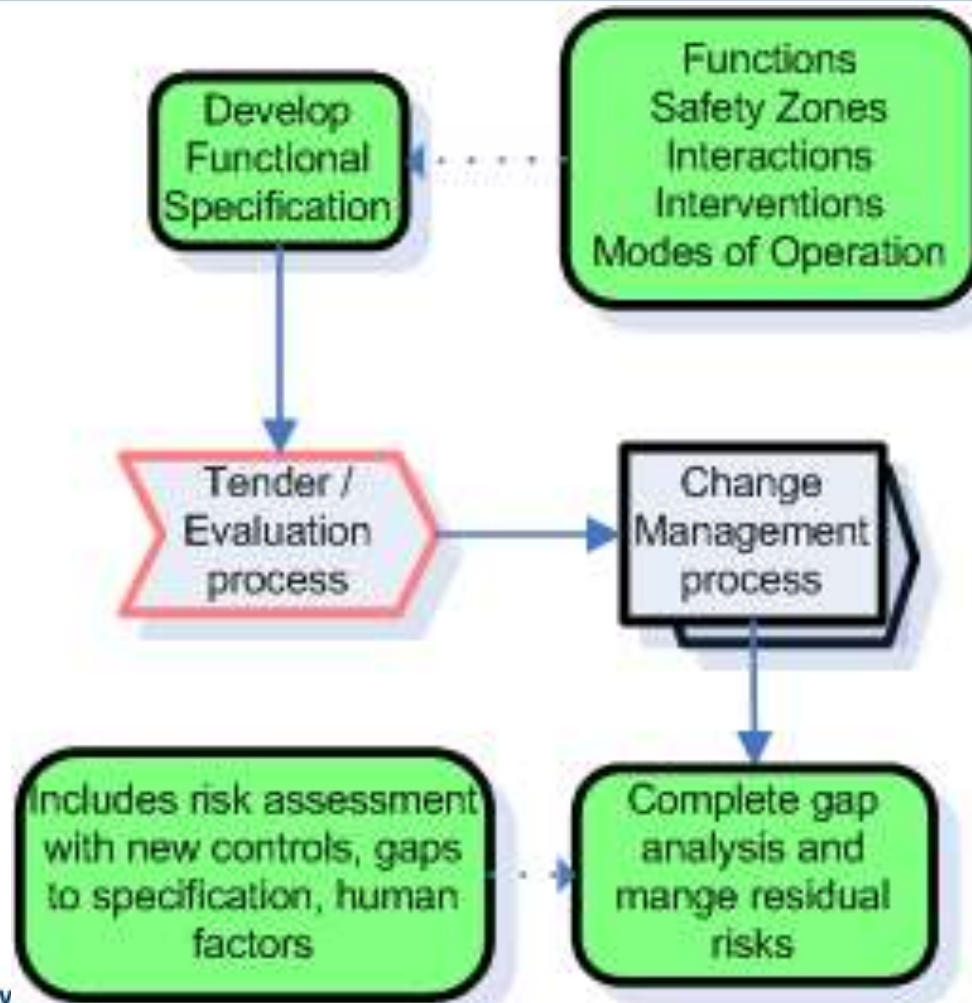 Develop
Functional
Specification
Functions
Safety Zones
Interactions
Interventions
Modes of Operation
Tender /
Evaluation
process
Change
Management
process
Includes risk assessment
with new controls, gaps
to specification, human
factors
Complete gap
analysis and
mange residual
risks